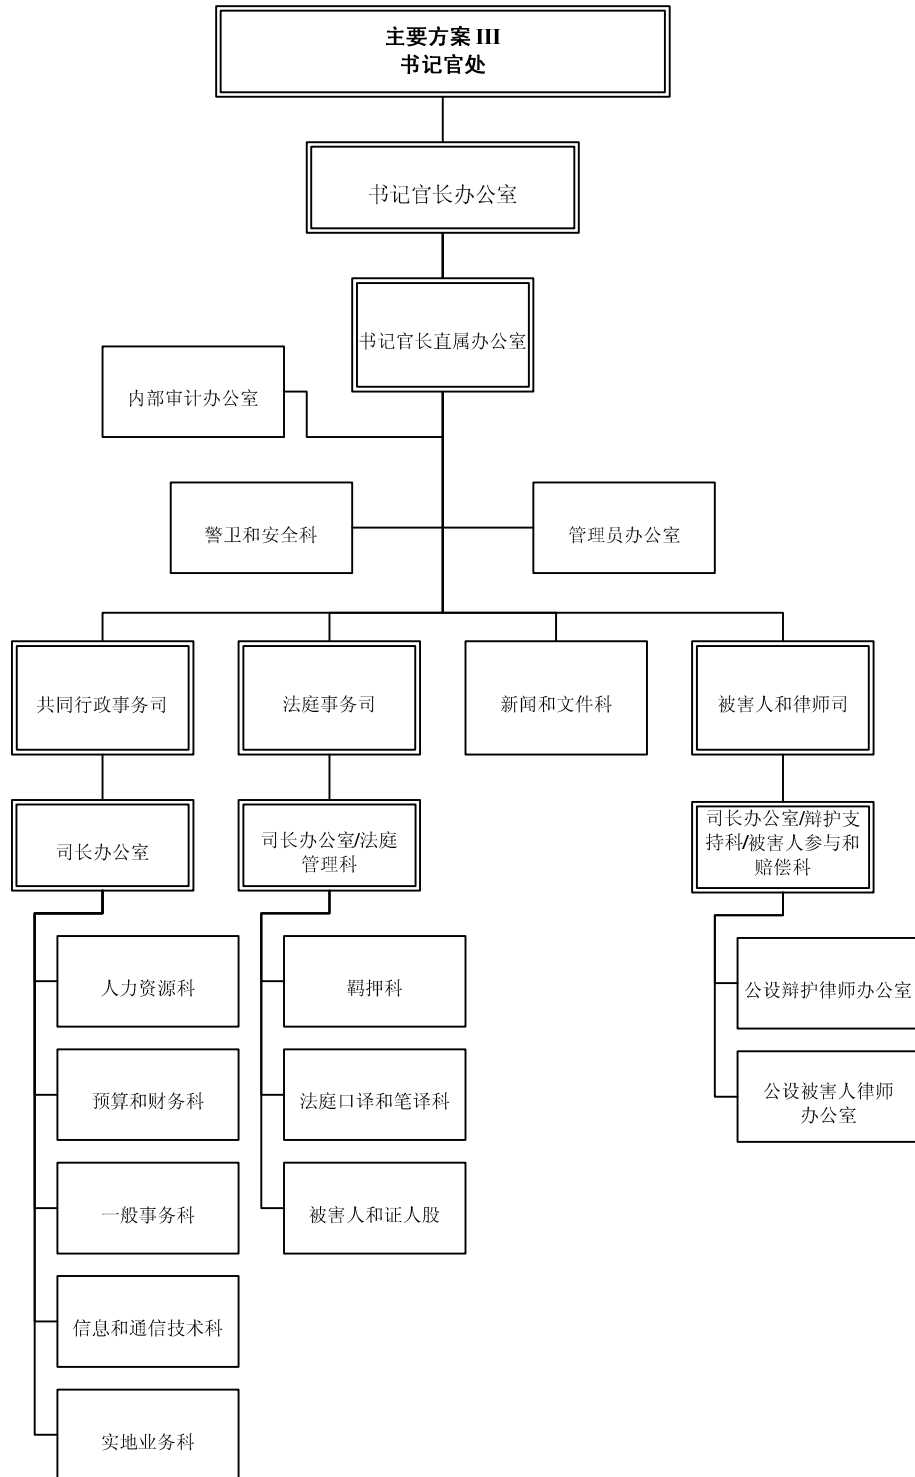 主要方案 III
书记官处
书记官长办公室
书记官长直属办公室
内部审计办公室
警卫和安全科
管理员办公室
共同行政事务司
法庭事务司
新闻和文件科
被害人和律师司
司长办公室
司长办公室/法庭
管理科
司长办公室/辩护支
持科/被害人参与和
赔偿科
人力资源科
羁押科
公设辩护律师办公室
预算和财务科
法庭口译和笔译科
公设被害人律师
办公室
一般事务科
被害人和证人股
信息和通信技术科
实地业务科